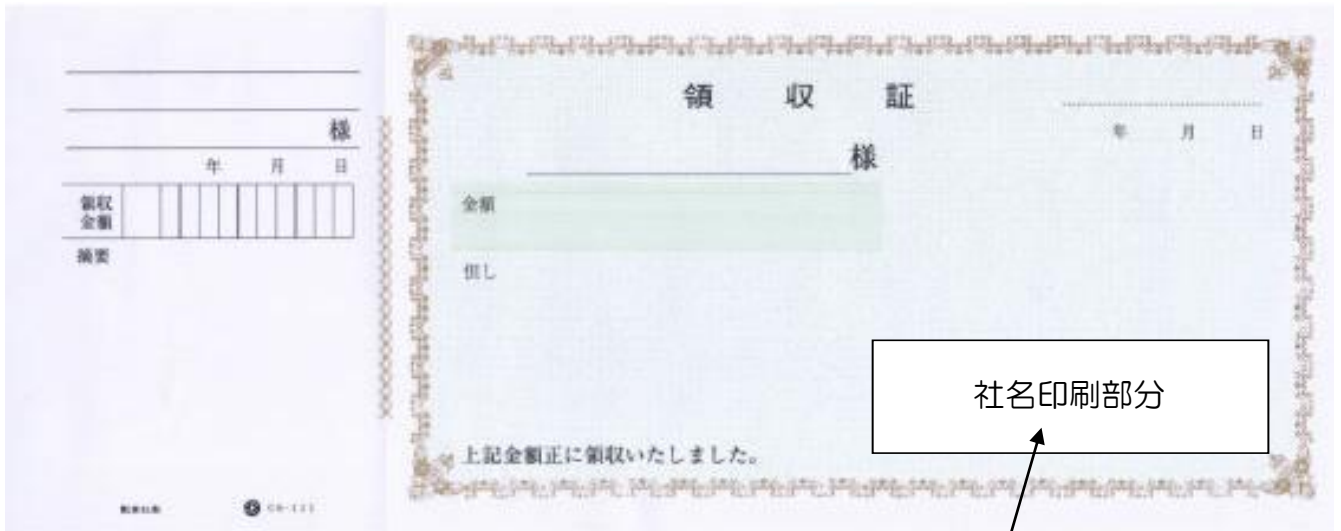 様
年 月 日
領収
金額
摘要
領 収 証
年 月 日
様
金額
但し
社名印刷部分
上記金額正に領収いたしました。